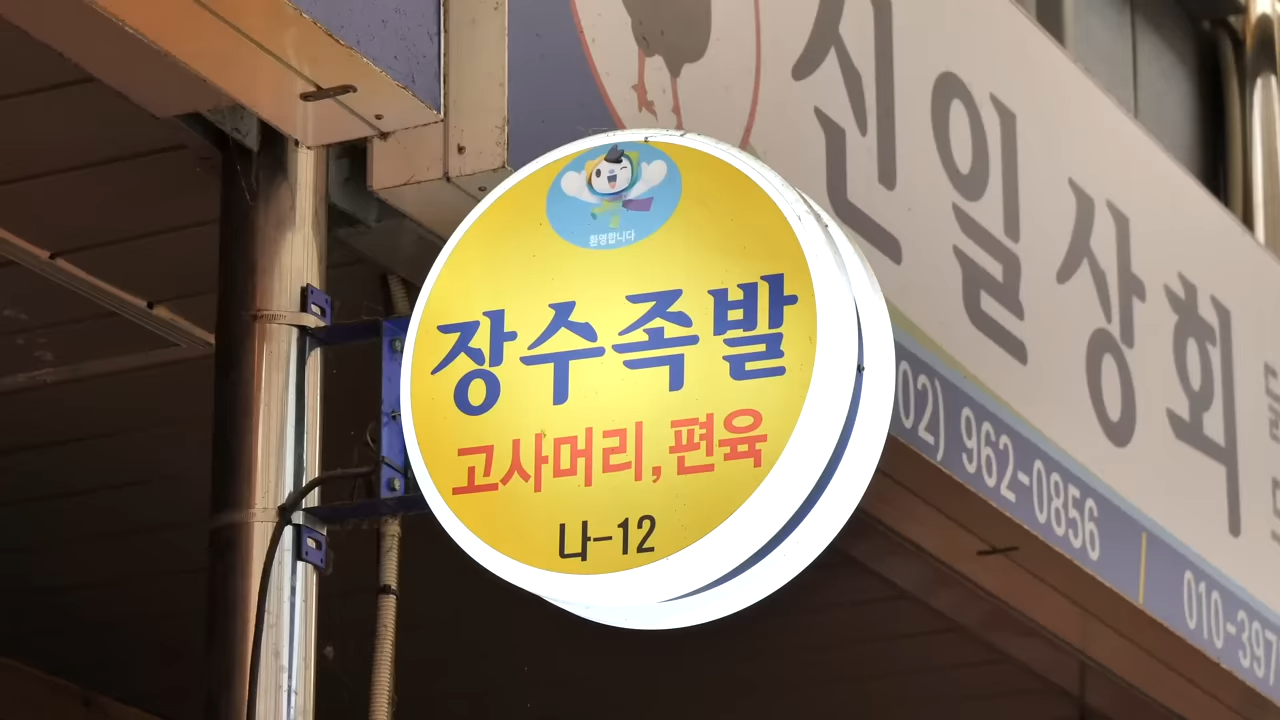 환영합니다
장수족발
고사머리, 편육
나-12
신일상회
02) 962-0856
010-397